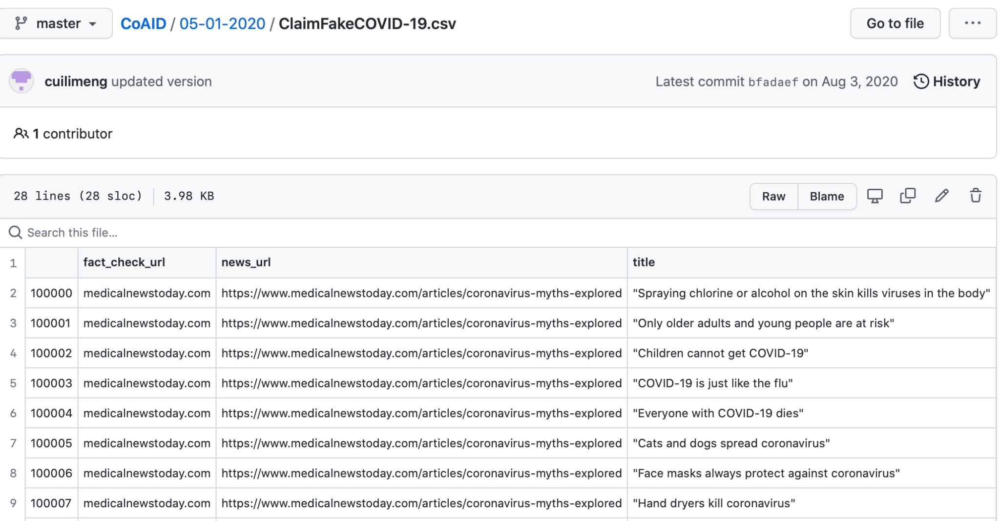 master CoAID / 05-01-2020 / ClaimFakeCOVID-19.csv Go to file ...
cuilimeng updated version Latest commit bfadaef on Aug 3, 2020 History
1 contributor
28 lines (28 sloc) 3.98 KB Raw Blame
Search this file...
1 fact_check_url news_url title
2 100000 medicalnewstoday.com https://www.medicalnewstoday.com/articles/coronavirus-myths-explored "Spraying chlorine or alcohol on the skin kills viruses in the body"
3 100001 medicalnewstoday.com https://www.medicalnewstoday.com/articles/coronavirus-myths-explored "Only older adults and young people are at risk"
4 100002 medicalnewstoday.com https://www.medicalnewstoday.com/articles/coronavirus-myths-explored "Children cannot get COVID-19"
5 100003 medicalnewstoday.com https://www.medicalnewstoday.com/articles/coronavirus-myths-explored "COVID-19 is just like the flu"
6 100004 medicalnewstoday.com https://www.medicalnewstoday.com/articles/coronavirus-myths-explored "Everyone with COVID-19 dies"
7 100005 medicalnewstoday.com https://www.medicalnewstoday.com/articles/coronavirus-myths-explored "Cats and dogs spread coronavirus"
8 100006 medicalnewstoday.com https://www.medicalnewstoday.com/articles/coronavirus-myths-explored "Face masks always protect against coronavirus"
9 100007 medicalnewstoday.com https://www.medicalnewstoday.com/articles/coronavirus-myths-explored "Hand dryers kill coronavirus"